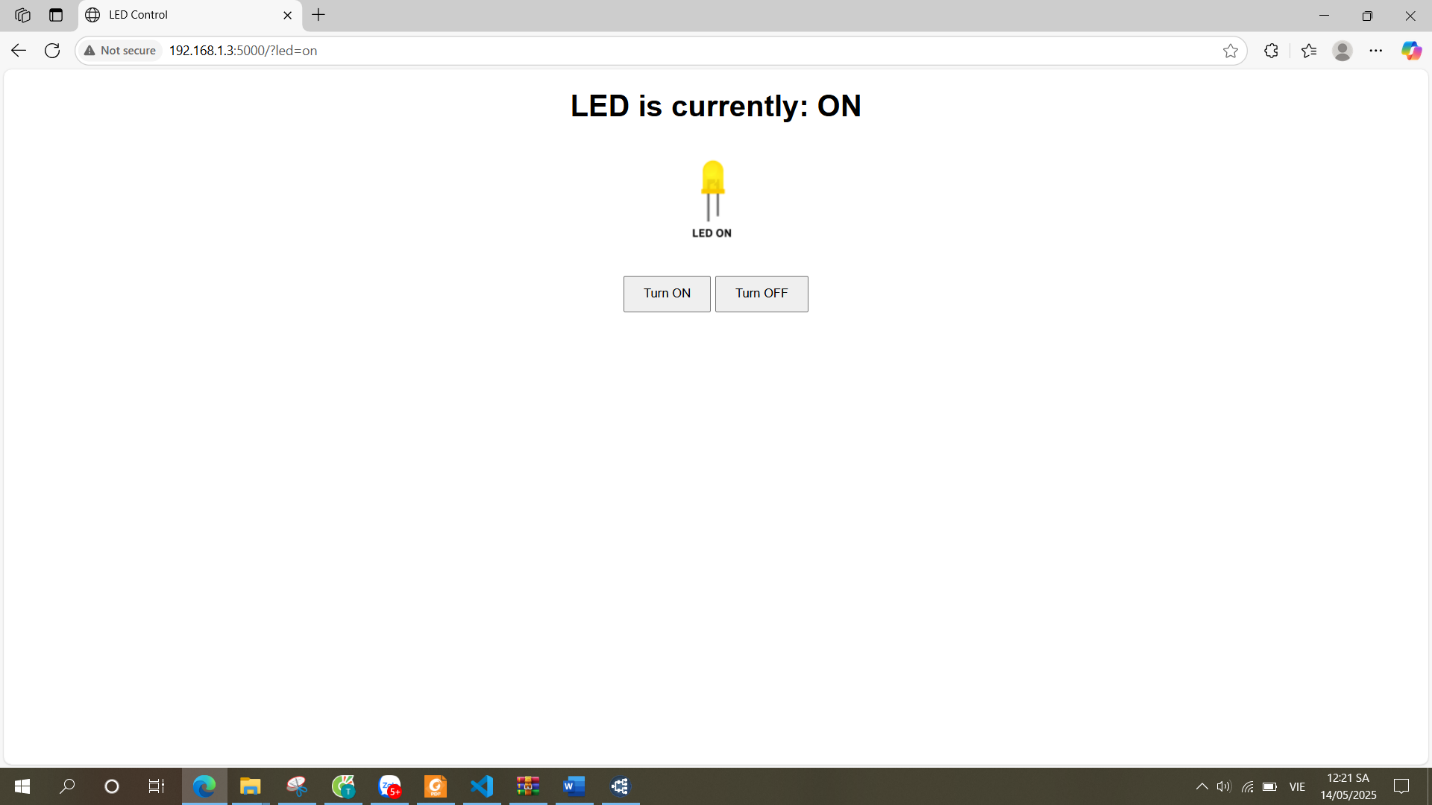 LED Control
Not secure
192.168.1.3:5000/?led=on
LED is currently: ON
LED ON
Turn ON
Turn OFF
5+
VIE
12:21 SA
14/05/2025